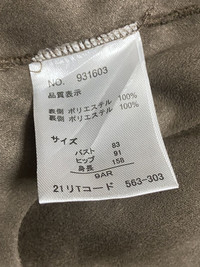 NO. 931603
品質表示
表側 ポリエステル 100%
裏側 ポリエステル 100%
サイズ
バスト 83
ヒップ 91
身長 158
9AR
21リTコード 563-303